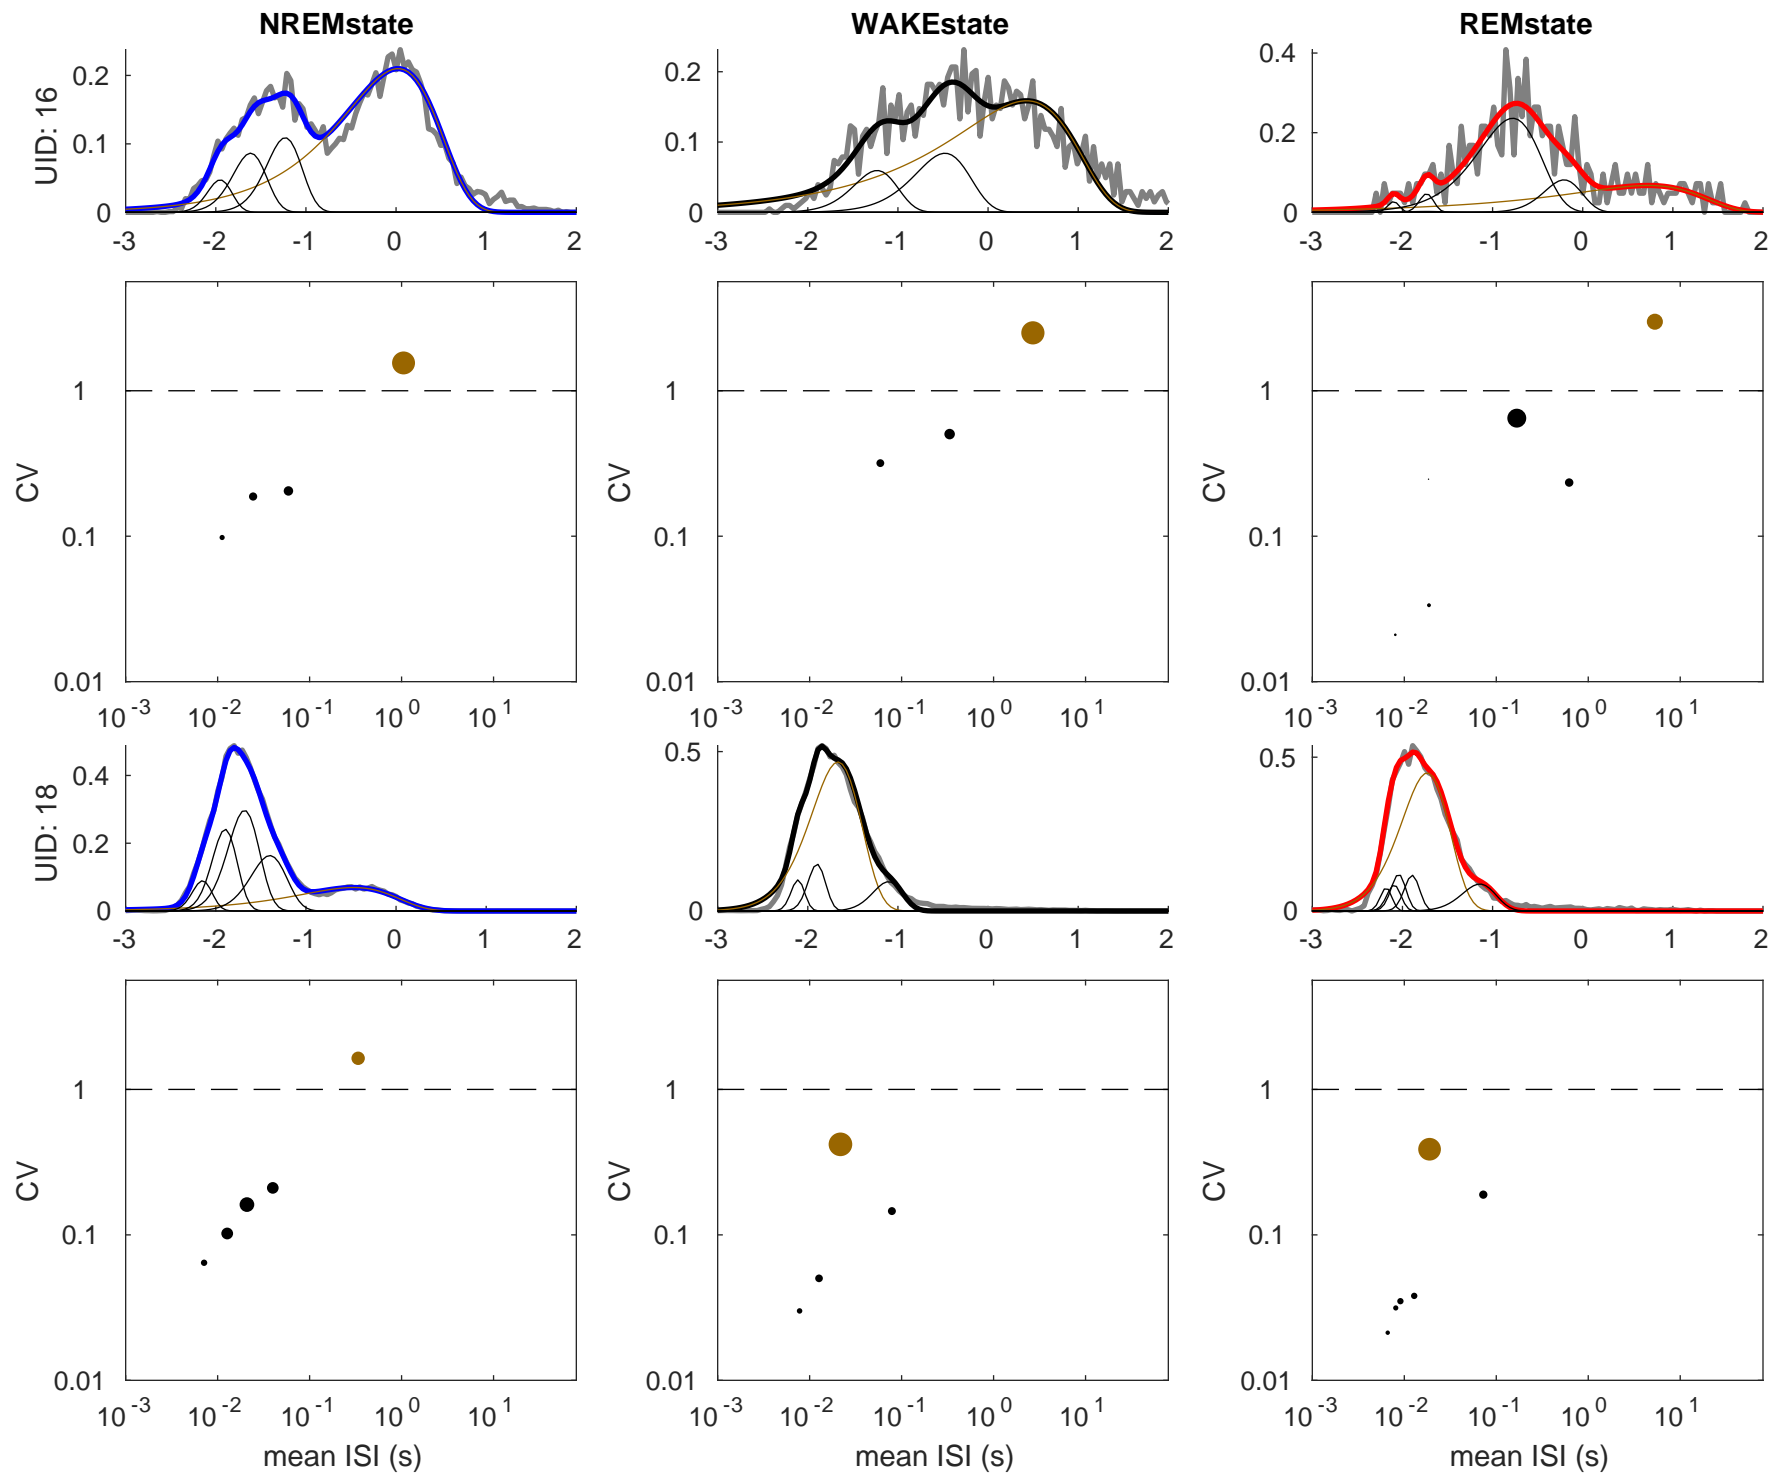 NREMstate WAKEstate REMstate
UID: 16
0.2 0.1 0
-3 -2 -1 0 1 2
0.2 0.1 0
-3 -2 -1 0 1 2
0.4 0.2 0
-3 -2 -1 0 1 2
CV
1 0.1 0.01
10^-3 10^-2 10^-1 10^0 10^1
CV
1 0.1 0.01
10^-3 10^-2 10^-1 10^0 10^1
CV
1 0.1 0.01
10^-3 10^-2 10^-1 10^0 10^1
UID: 18
0.4 0.2 0
-3 -2 -1 0 1 2
0.5 0
-3 -2 -1 0 1 2
0.5 0
-3 -2 -1 0 1 2
CV
1 0.1 0.01
10^-3 10^-2 10^-1 10^0 10^1
mean ISI (s)
CV
1 0.1 0.01
10^-3 10^-2 10^-1 10^0 10^1
mean ISI (s)
CV
1 0.1 0.01
10^-3 10^-2 10^-1 10^0 10^1
mean ISI (s)